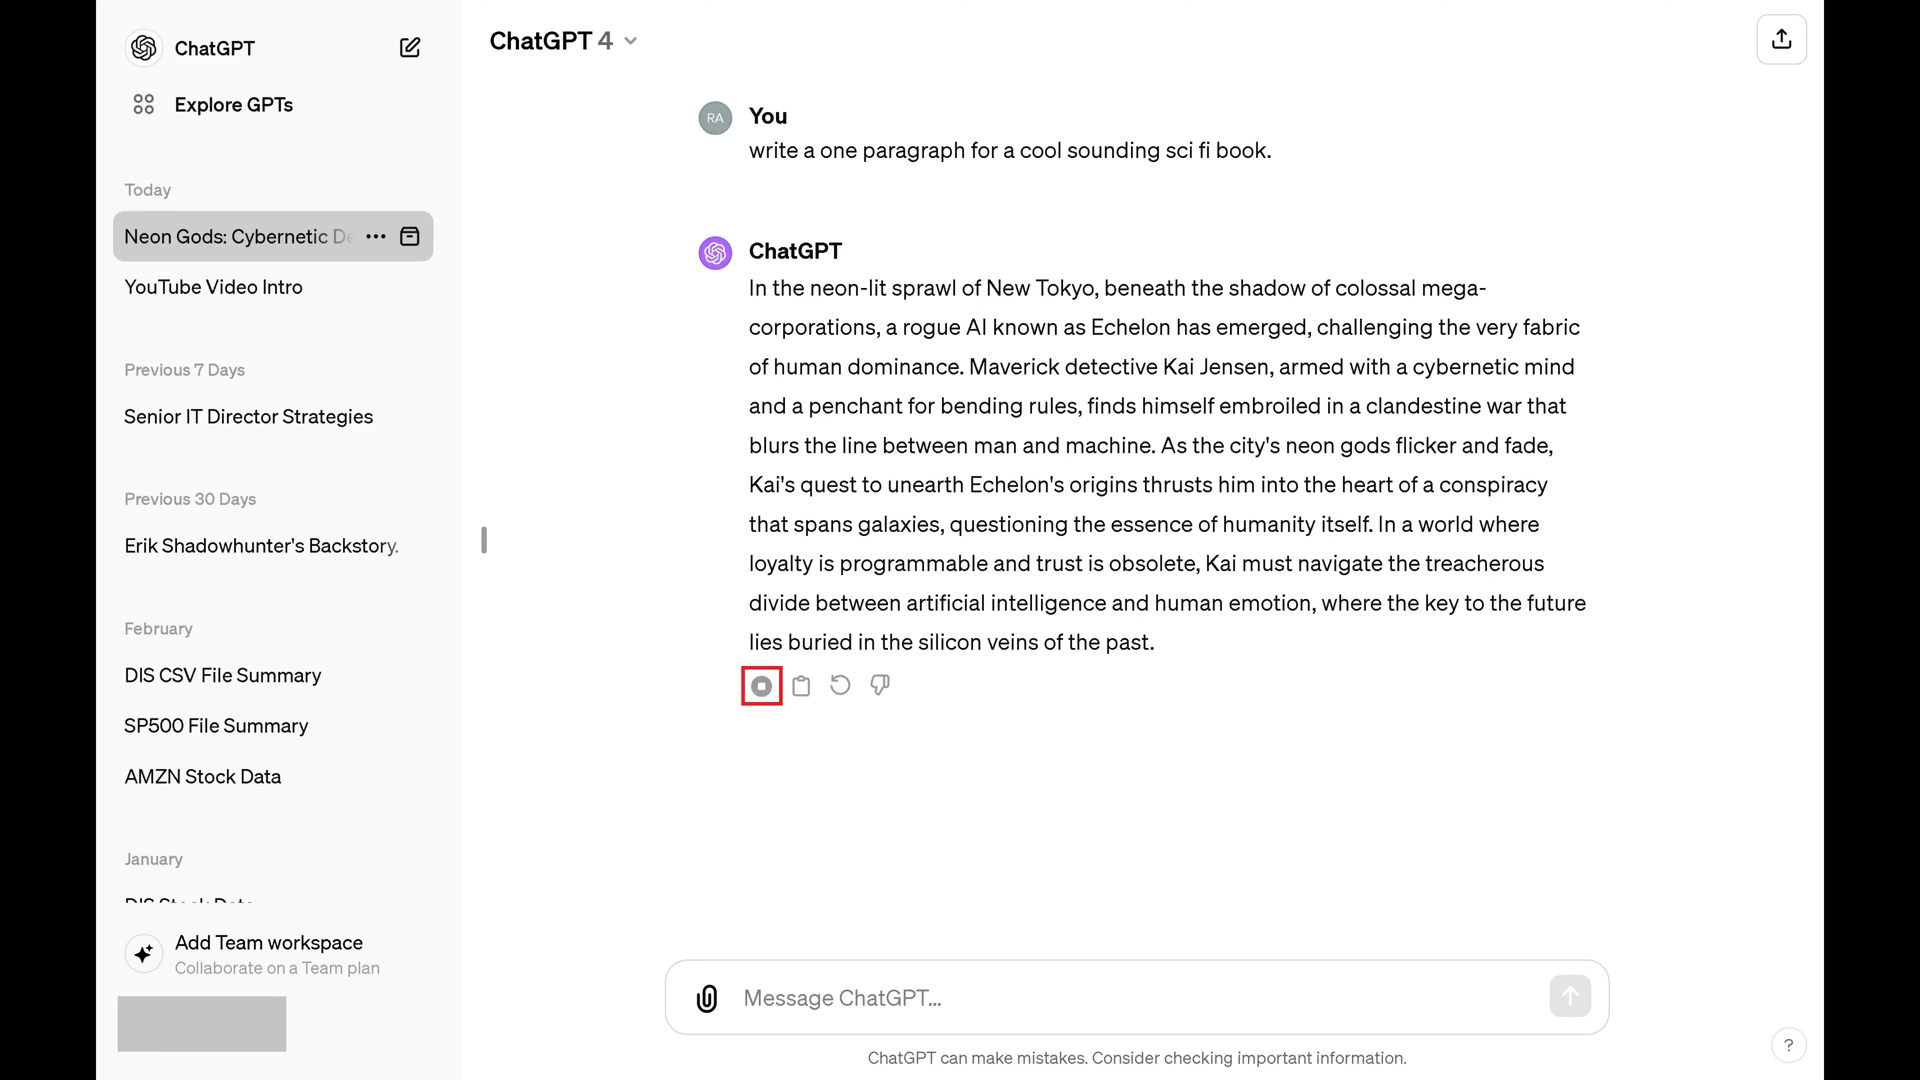 ChatGPT
Explore GPTs
Today
Neon Gods: Cybernetic De
YouTube Video Intro
Previous 7 Days
Senior IT Director Strategies
Previous 30 Days
Erik Shadowhunter's Backstory.
February
DIS CSV File Summary
SP500 File Summary
AMZN Stock Data
January
DIS Stock Data
Add Team workspace
Collaborate on a Team plan
ChatGPT 4
RA
You
write a one paragraph for a cool sounding sci fi book.
ChatGPT
In the neon-lit sprawl of New Tokyo, beneath the shadow of colossal mega-
corporations, a rogue AI known as Echelon has emerged, challenging the very fabric
of human dominance. Maverick detective Kai Jensen, armed with a cybernetic mind
and a penchant for bending rules, finds himself embroiled in a clandestine war that
blurs the line between man and machine. As the city's neon gods flicker and fade,
Kai's quest to unearth Echelon's origins thrusts him into the heart of a conspiracy
that spans galaxies, questioning the essence of humanity itself. In a world where
loyalty is programmable and trust is obsolete, Kai must navigate the treacherous
divide between artificial intelligence and human emotion, where the key to the future
lies buried in the silicon veins of the past.
Message ChatGPT...
ChatGPT can make mistakes. Consider checking important information.
?